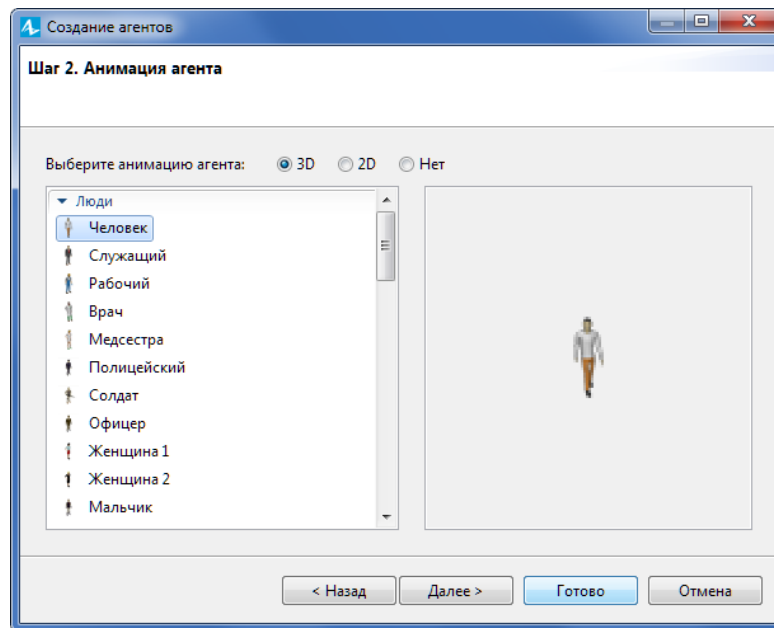 Создание агентов
Шаг 2. Анимация агента
Выберите анимацию агента: 3D 2D Нет
Люди
Человек
Служащий
Рабочий
Врач
Медсестра
Полицейский
Солдат
Офицер
Женщина 1
Женщина 2
Мальчик
< Назад Далее > Готово Отмена